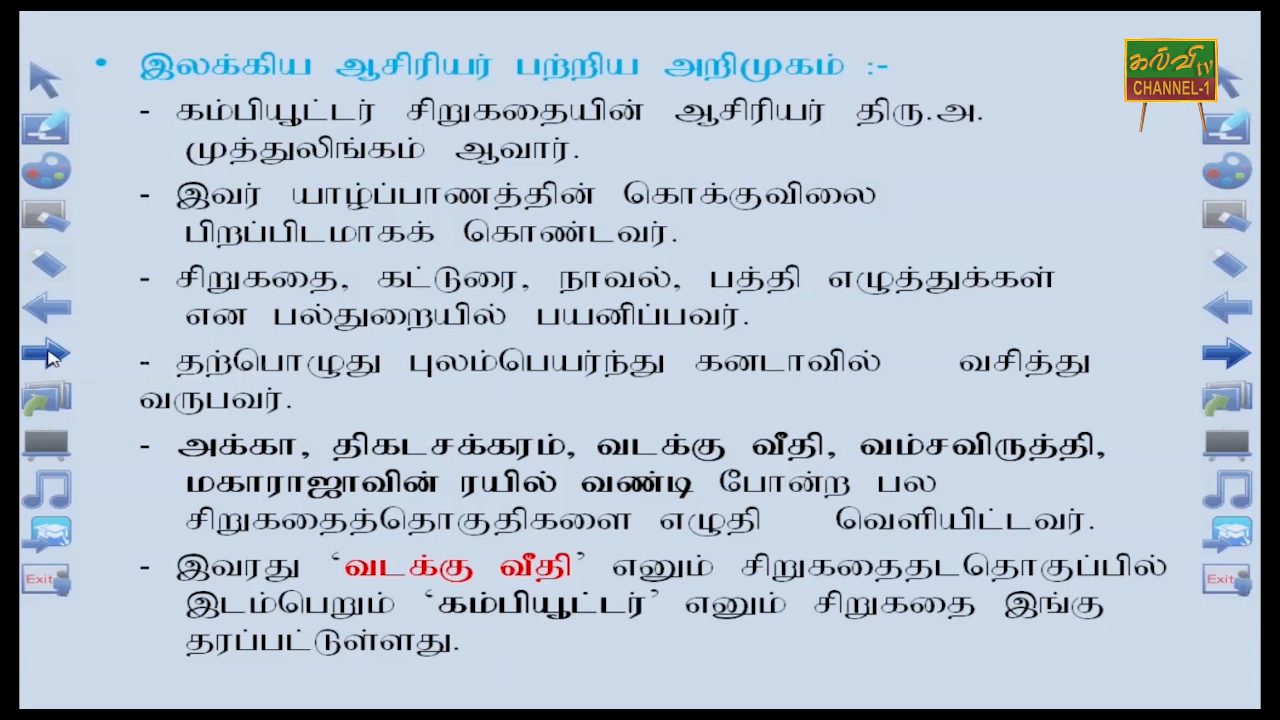 • இலக்கிய ஆசிரியர் பற்றிய அறிமுகம் :-
- கம்பியூட்டர் சிறுகதையின் ஆசிரியர் திரு.அ.
முத்துலிங்கம் ஆவார்.
- இவர் யாழ்ப்பாணத்தின் கொக்குவிலை
பிறப்பிடமாகக் கொண்டவர்.
- சிறுகதை, கட்டுரை, நாவல், பத்தி எழுத்துக்கள்
என பல்துறையில் பயனிப்பவர்.
- தற்பொழுது புலம்பெயர்ந்து கனடாவில் வசித்து
வருபவர்.
- அக்கா, திகடசக்கரம், வடக்கு வீதி, வம்சவிருத்தி,
மகாராஜாவின் ரயில் வண்டி போன்ற பல
சிறுகதைத்தொகுதிகளை எழுதி வெளியிட்டவர்.
- இவரது ‘வடக்கு வீதி’ எனும் சிறுகதைதடதொகுப்பில்
இடம்பெறும் ‘கம்பியூட்டர்’ எனும் சிறுகதை இங்கு
தரப்பட்டுள்ளது.
கல்வி tv
CHANNEL-1
Exit
Exit